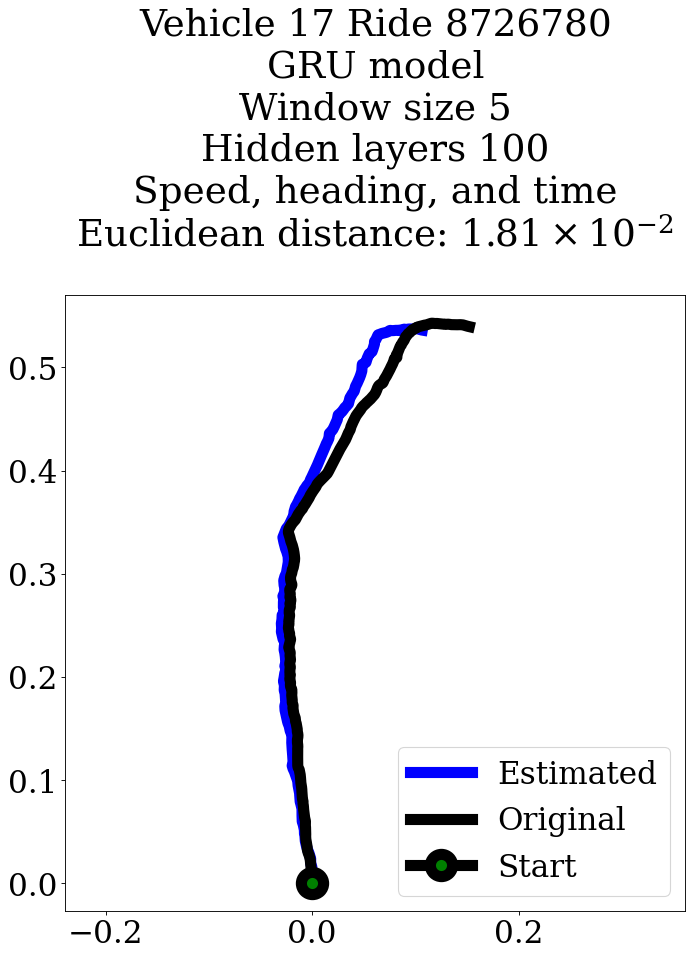 Vehicle 17 Ride 8726780
GRU model
Window size 5
Hidden layers 100
Speed, heading, and time
Euclidean distance: 1.81 × 10⁻²
0.5
0.4
0.3
0.2
0.1
0.0
−0.2
0.0
0.2
Estimated
Original
Start